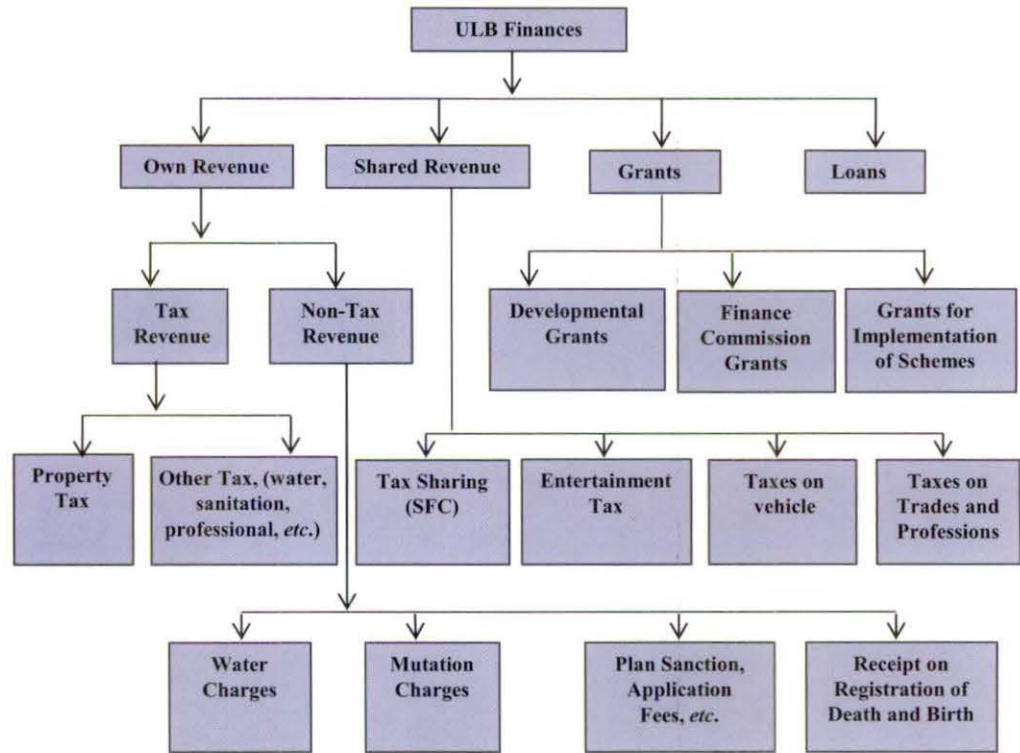 ULB Finances
Own Revenue
Shared Revenue
Grants
Loans
Tax
Revenue
Non-Tax
Revenue
Developmental
Grants
Finance
Commission
Grants
Grants for
Implementation
of Schemes
Property
Tax
Other Tax, (water,
sanitation,
professional, etc.)
Tax Sharing
(SFC)
Entertainment
Tax
Taxes on
vehicle
Taxes on
Trades and
Professions
Water
Charges
Mutation
Charges
Plan Sanction,
Application
Fees, etc.
Receipt on
Registration of
Death and Birth